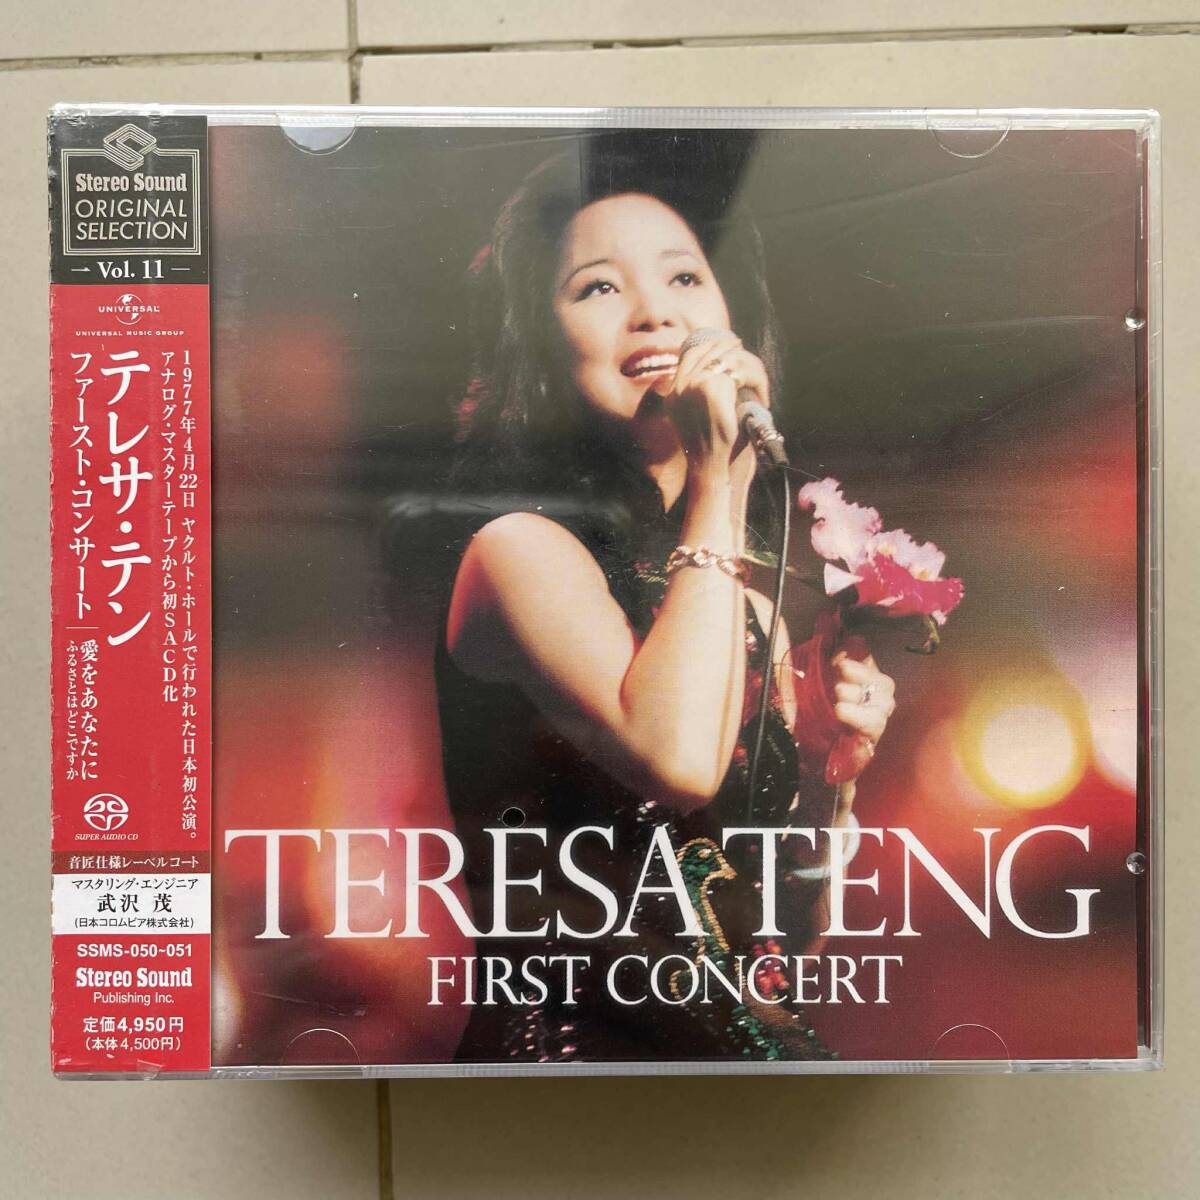 Stereo Sound
ORIGINAL
SELECTION
Vol. 11
UNIVERSAL
UNIVERSAL MUSIC GROUP
1977年4月22日 ヤクルト・ホールで行われた日本初公演。
アナログ・マスターテープから初SACD化
テレサ・テン
ファースト・コンサート
愛をあなたに
ふるさとはどこですか
SUPER AUDIO CD
音匠仕様レーベルコート
マスタリング・エンジニア
武沢 茂
(日本コロムビア株式会社)
SSMS-050~051
Stereo Sound
Publishing Inc.
定価4,950円
(本体4,500円)
TERESA TENG
FIRST CONCERT